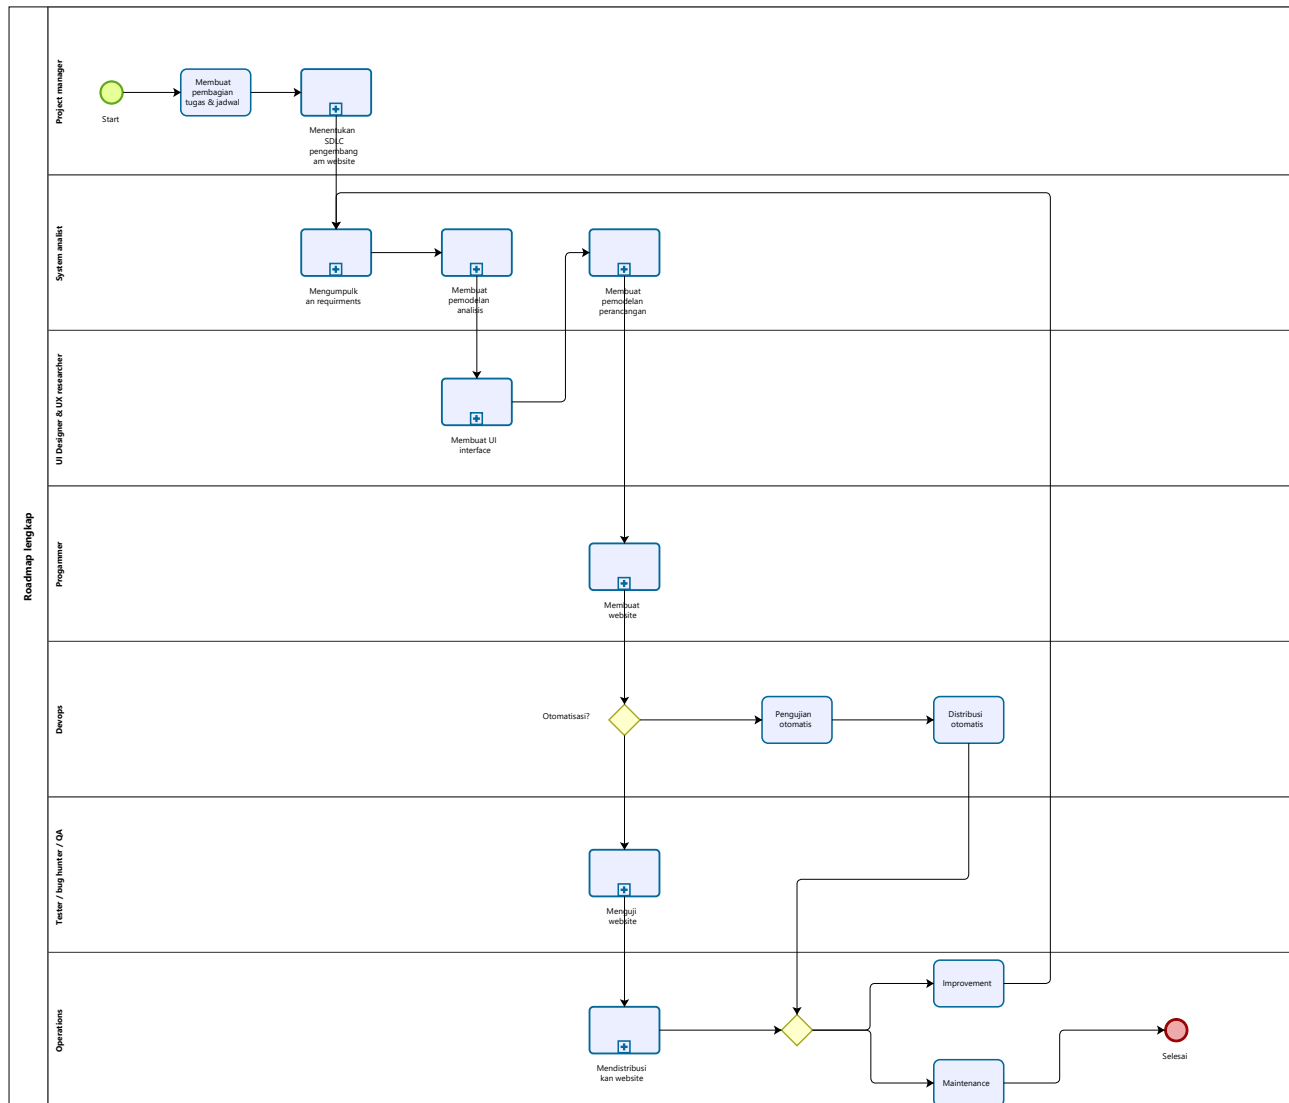 Roadmap lengkap
Project manager
Start
Membuat
pembagian
tugas & jadwal
Menentukan
SDLC
pengembang
am website
System analist
Mengumpulk
an requirments
Membuat
pemodelan
analisis
Membuat
pemodelan
perancangan
UI Designer & UX researcher
Membuat UI
interface
Progammer
Membuat
website
Devops
Otomatisasi?
Pengujian
otomatis
Distribusi
otomatis
Tester / bug hunter / QA
Menguji
website
Operations
Mendistribusi
kan website
Improvement
Maintenance
Selesai